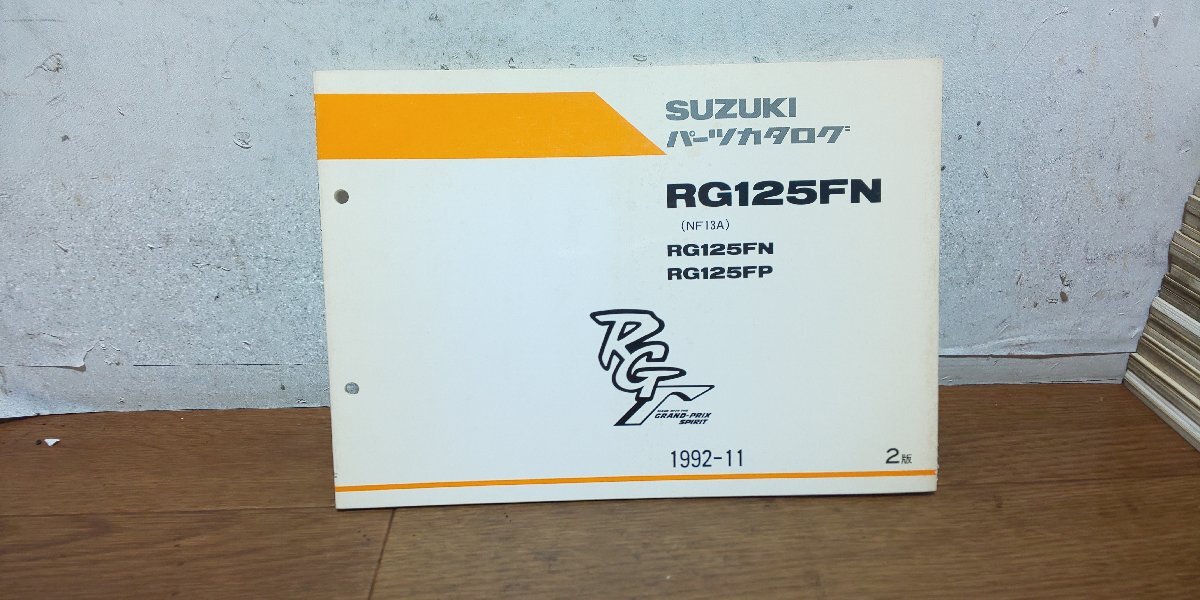 SUZUKI
パーツカタログ
RG125FN
(NF13A)
RG125FN
RG125FP
RGΓ
GRAND-PRIX
SPIRIT
1992-11
2版